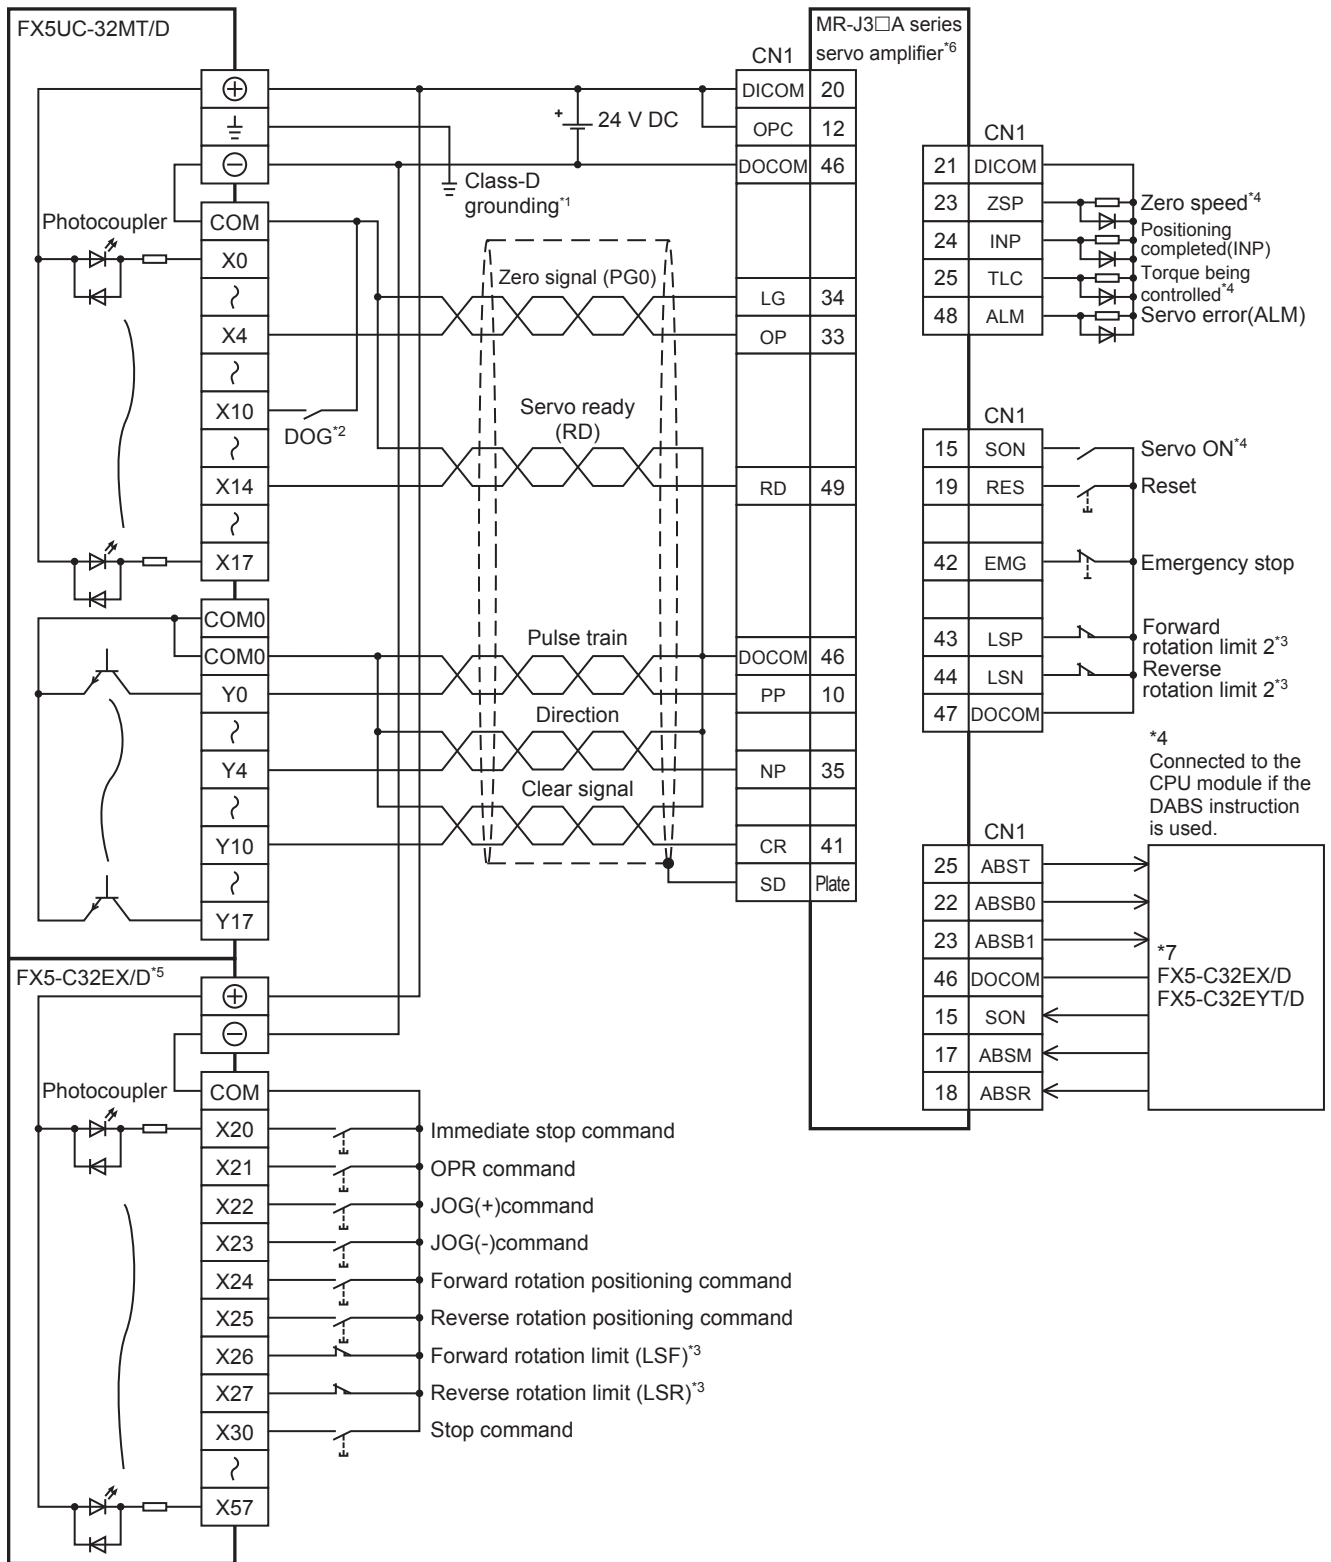 FX5UC-32MT/D
MR-J3□A series
servo amplifier*6
CN1
DICOM 20
OPC 12
DOCOM 46
24 V DC
+
Class-D
grounding*1
Photocoupler
COM
X0
X4
X10
X14
X17
DOG*2
Zero signal (PG0)
LG 34
OP 33
Servo ready
(RD)
RD 49
COM0
COM0
Y0
Y4
Y10
Y17
Pulse train
DOCOM 46
PP 10
Direction
NP 35
Clear signal
CR 41
SD Plate
CN1
21 DICOM
23 ZSP Zero speed*4
24 INP Positioning
completed(INP)
25 TLC Torque being
controlled*4
48 ALM Servo error(ALM)
CN1
15 SON Servo ON*4
19 RES Reset
42 EMG Emergency stop
43 LSP Forward
rotation limit 2*3
44 LSN Reverse
rotation limit 2*3
47 DOCOM
*4
Connected to the
CPU module if the
DABS instruction
is used.
CN1
25 ABST
22 ABSB0
23 ABSB1
46 DOCOM
15 SON
17 ABSM
18 ABSR
*7
FX5-C32EX/D
FX5-C32EYT/D
FX5-C32EX/D*5
Photocoupler
COM
X20 Immediate stop command
X21 OPR command
X22 JOG(+)command
X23 JOG(-)command
X24 Forward rotation positioning command
X25 Reverse rotation positioning command
X26 Forward rotation limit (LSF)*3
X27 Reverse rotation limit (LSR)*3
X30 Stop command
X57